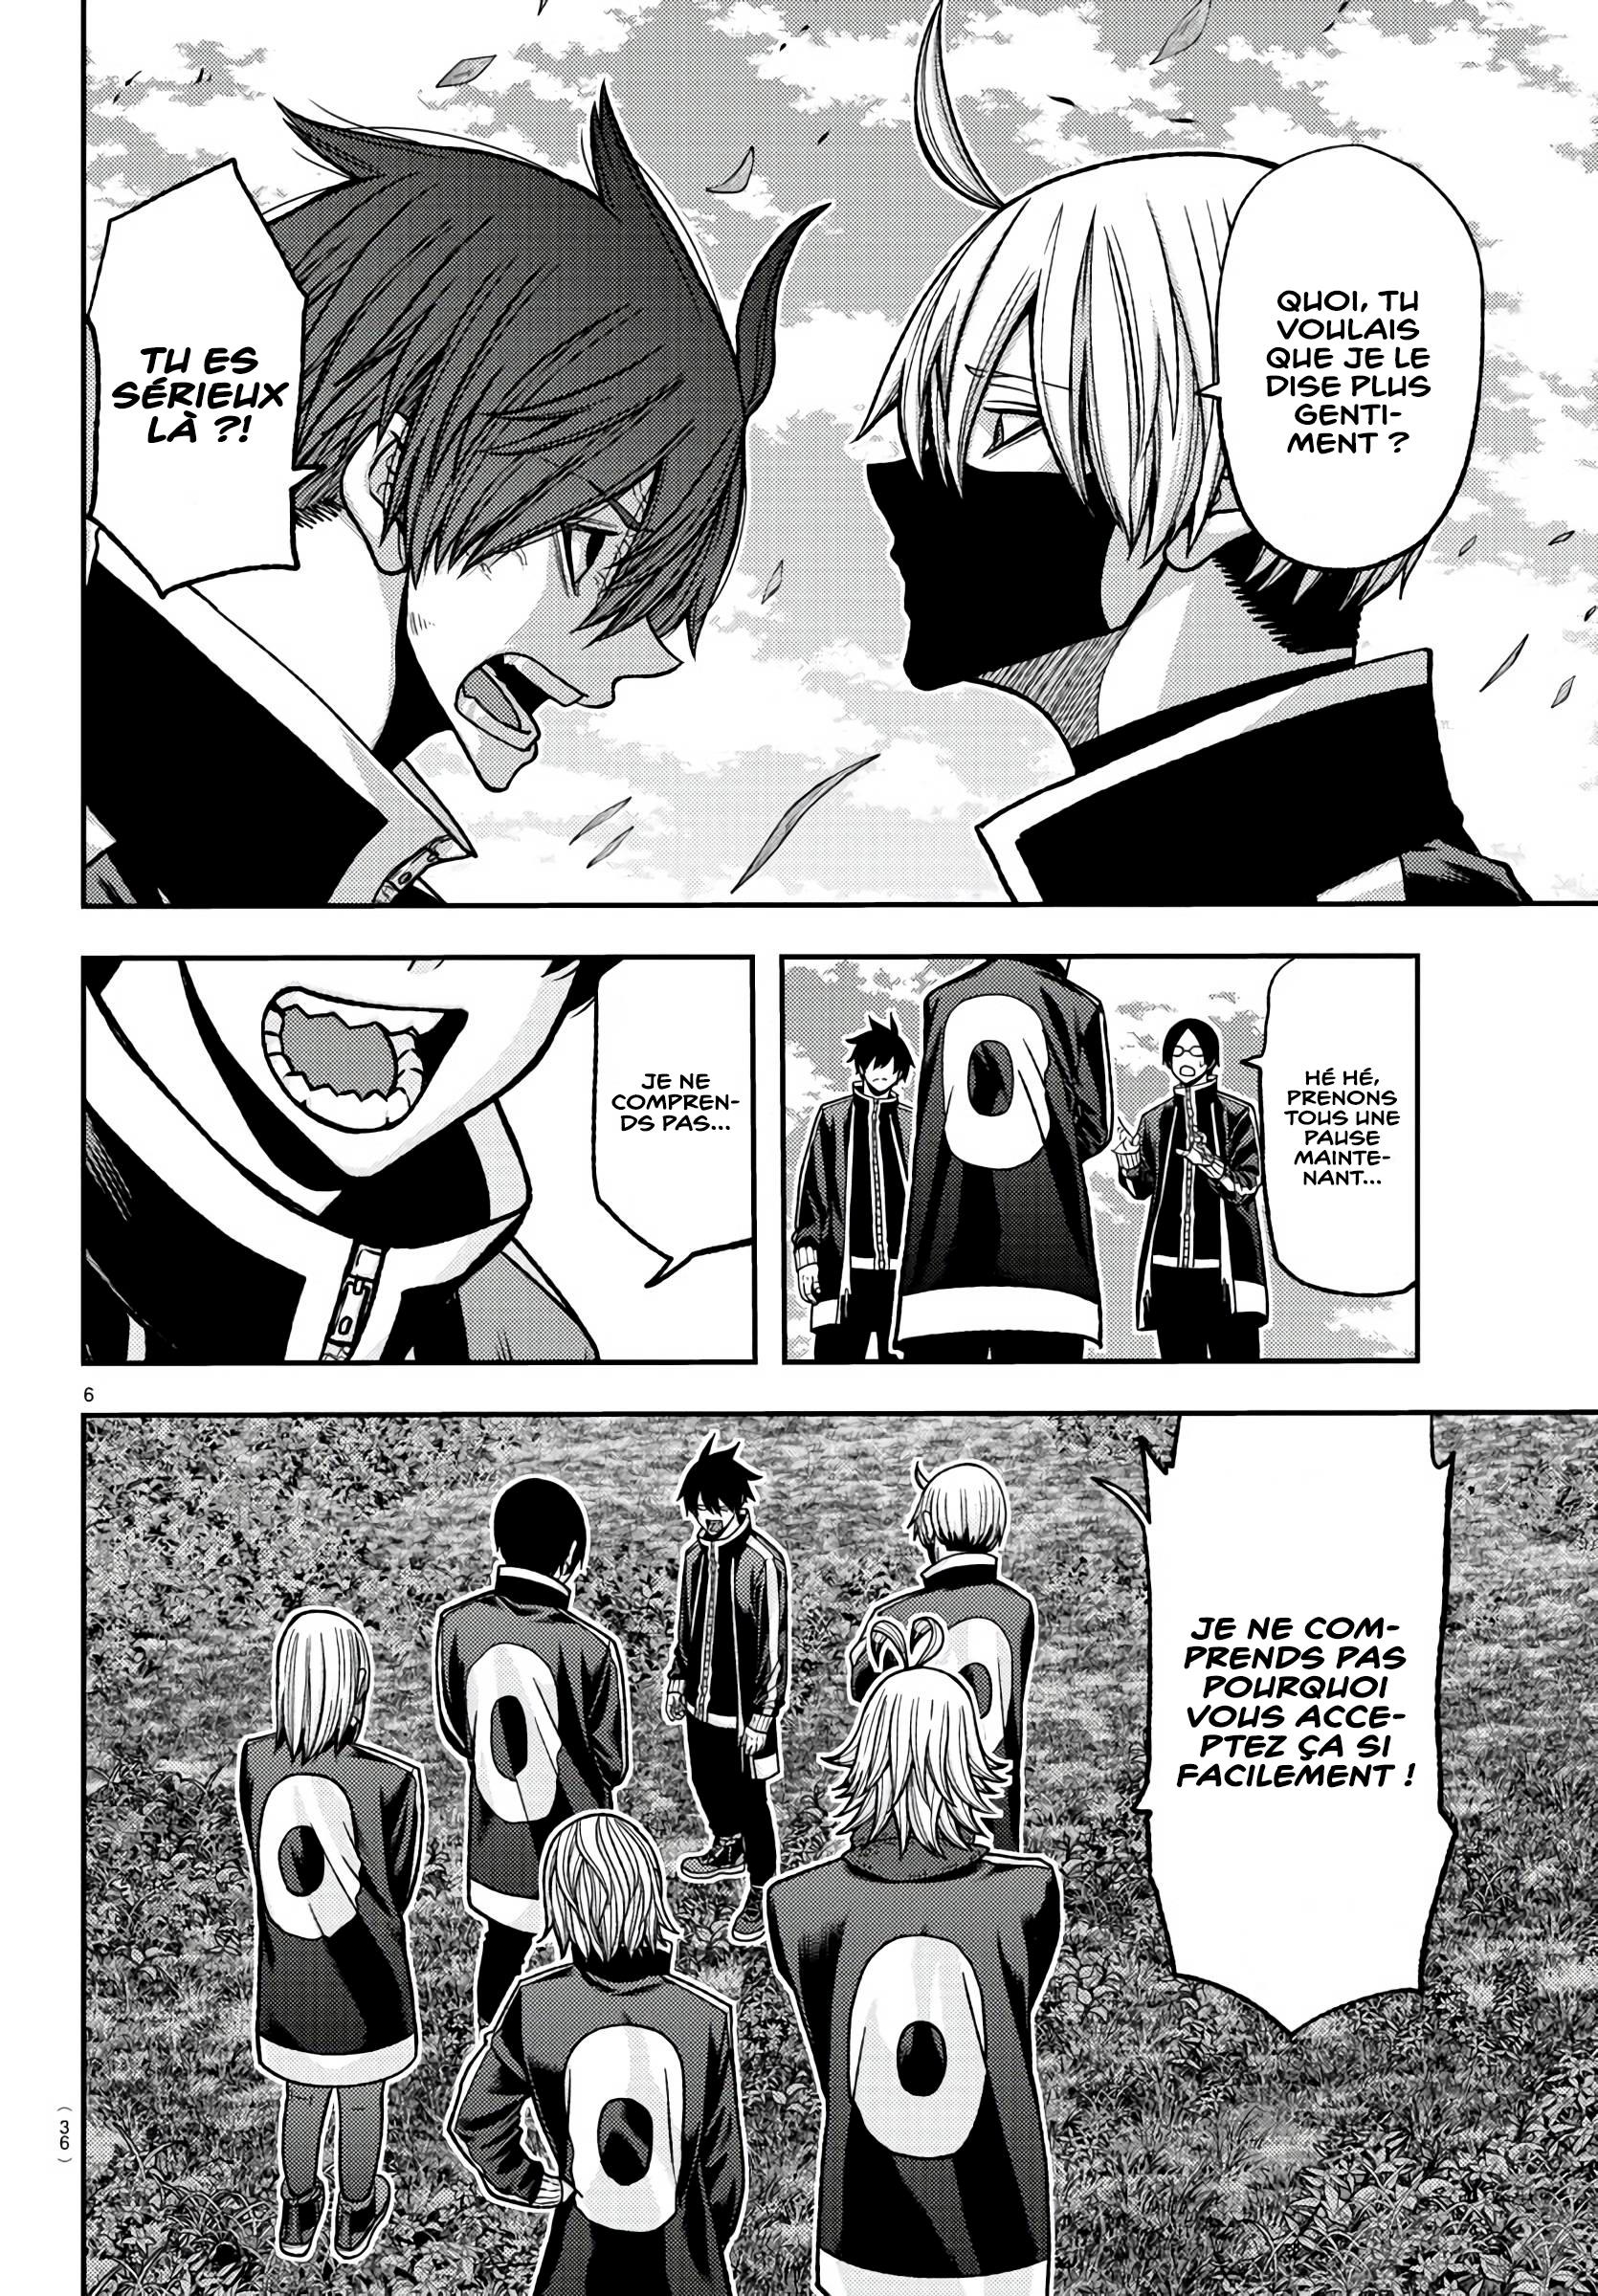 QUOI, TU
VOULAIS
QUE JE LE
DISE PLUS
GENTI-
MENT ?
TU ES
SÉRIEUX
LÀ ?!
HÉ HÉ,
PRENONS
TOUS UNE
PAUSE
MAINTE-
NANT...
JE NE
COMPREN-
DS PAS...
6
JE NE COM-
PRENDS PAS
POURQUOI
VOUS ACCE-
PTEZ ÇA SI
FACILEMENT !
(36)